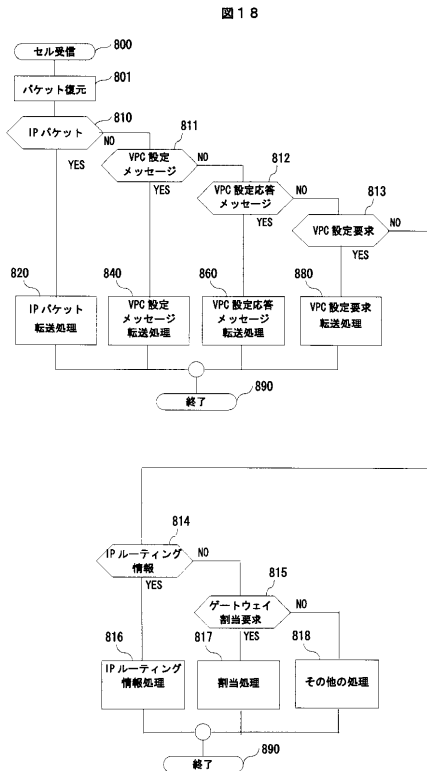 図１８
セル受信
800
801
パケット復元
810
IPパケット
NO
YES
811
VPC設定
メッセージ
NO
YES
812
VPC設定応答
メッセージ
NO
YES
813
VPC設定要求
NO
YES
820
IPパケット
転送処理
840
VPC設定
メッセージ
転送処理
860
VPC設定応答
メッセージ
転送処理
880
VPC設定要求
転送処理
終了
890
814
IPルーティング
情報
NO
YES
815
ゲートウェイ
割当要求
NO
YES
816
IPルーティング
情報処理
817
割当処理
818
その他の処理
終了
890